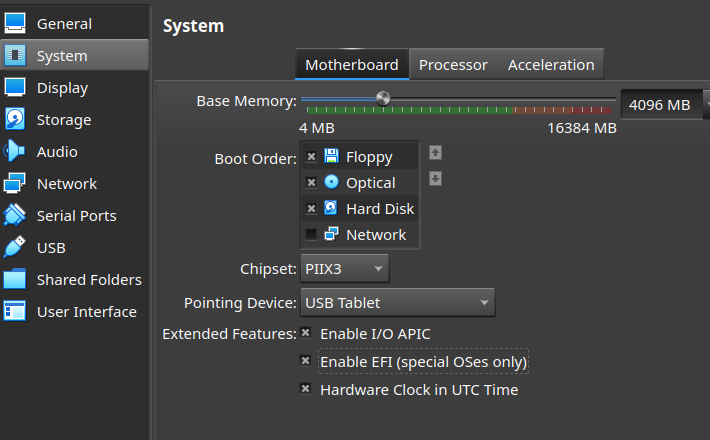 General
System
Display
Storage
Audio
Network
Serial Ports
USB
Shared Folders
User Interface
System
Motherboard Processor Acceleration
Base Memory: 4096 MB
4 MB 16384 MB
Boot Order: Floppy
Optical
Hard Disk
Network
Chipset: PIIX3
Pointing Device: USB Tablet
Extended Features: Enable I/O APIC
Enable EFI (special OSes only)
Hardware Clock in UTC Time